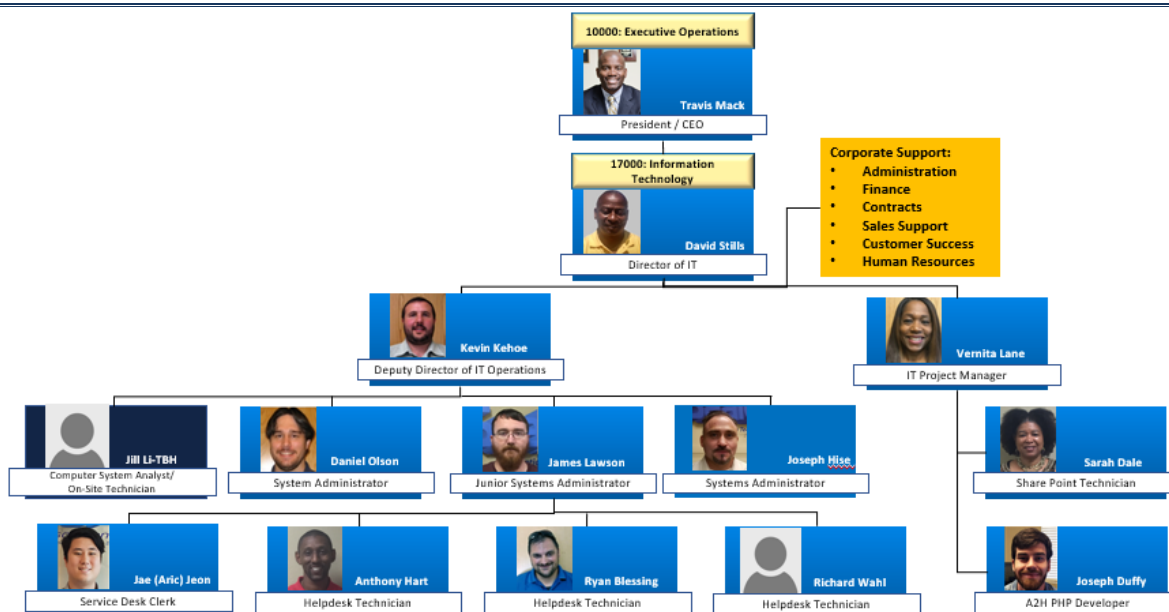 10000: Executive Operations
Travis Mack
President / CEO
17000: Information
Technology
David Stills
Director of IT
Corporate Support:
• Administration
• Finance
• Contracts
• Sales Support
• Customer Success
• Human Resources
Kevin Kehoe
Deputy Director of IT Operations
Vernita Lane
IT Project Manager
Jill Li-TBH
Computer System Analyst/
On-Site Technician
Daniel Olson
System Administrator
James Lawson
Junior Systems Administrator
Joseph Hise
Systems Administrator
Sarah Dale
Share Point Technician
Jae (Aric) Jeon
Service Desk Clerk
Anthony Hart
Helpdesk Technician
Ryan Blessing
Helpdesk Technician
Richard Wahl
Helpdesk Technician
Joseph Duffy
A2H PHP Developer